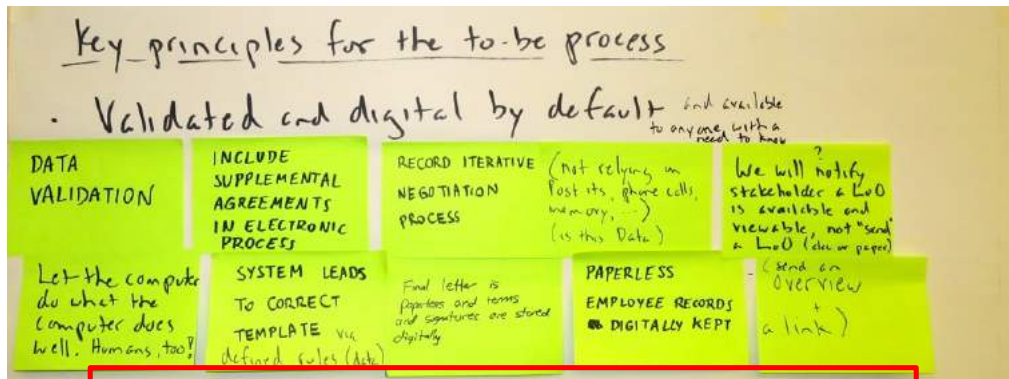 Key principles for the to-be process
. Validated and digital by default and available
to anyone with a
need to know
DATA
VALIDATION
INCLUDE
SUPPLEMENTAL
AGREEMENTS
IN ELECTRONIC
PROCESS
RECORD ITERATIVE
NEGOTIATION
PROCESS
(not relying on
Post its, phone calls,
memory, ...)
(is this Data)
?
We will notify
stakeholder a LoO
is available and
viewable, not "send"
a LoO (elec or paper)
Let the computer
do what the
computer does
well. Humans, too!
SYSTEM LEADS
TO CORRECT
TEMPLATE via
defined rules (data)
Final letter is
paperless and terms
and signatures are stored
digitally
PAPERLESS
EMPLOYEE RECORDS
DIGITALLY KEPT
(send an
overview
+
a link)